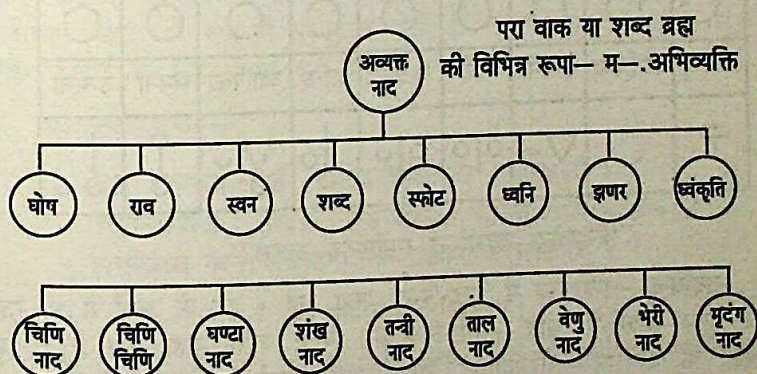 परा वाक या शब्द ब्रह्म
की विभिन्न रूपा– म–.अभिव्यक्ति
अव्यक्त
नाद
घोष
राव
स्वन
शब्द
स्फोट
ध्वनि
झणर
ध्वंकृति
चिणि
नाद
चिणि
चिणि
घण्टा
नाद
शंख
नाद
तन्त्री
नाद
ताल
नाद
वेणु
नाद
भेरी
नाद
मृदंग
नाद